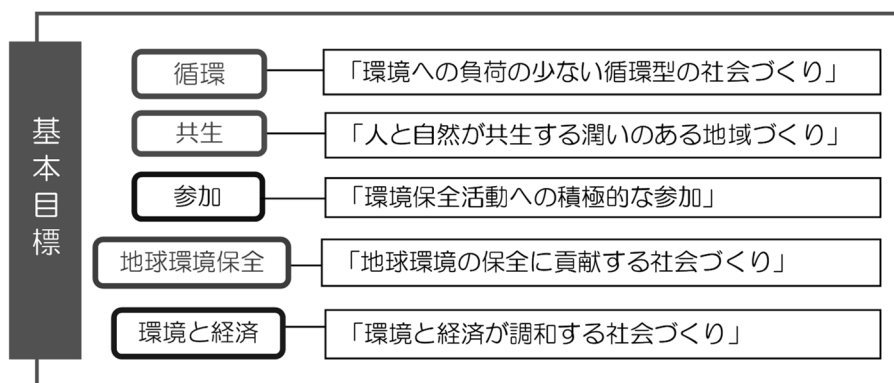 基本目標
循環
「環境への負荷の少ない循環型の社会づくり」
共生
「人と自然が共生する潤いのある地域づくり」
参加
「環境保全活動への積極的な参加」
地球環境保全
「地球環境の保全に貢献する社会づくり」
環境と経済
「環境と経済が調和する社会づくり」